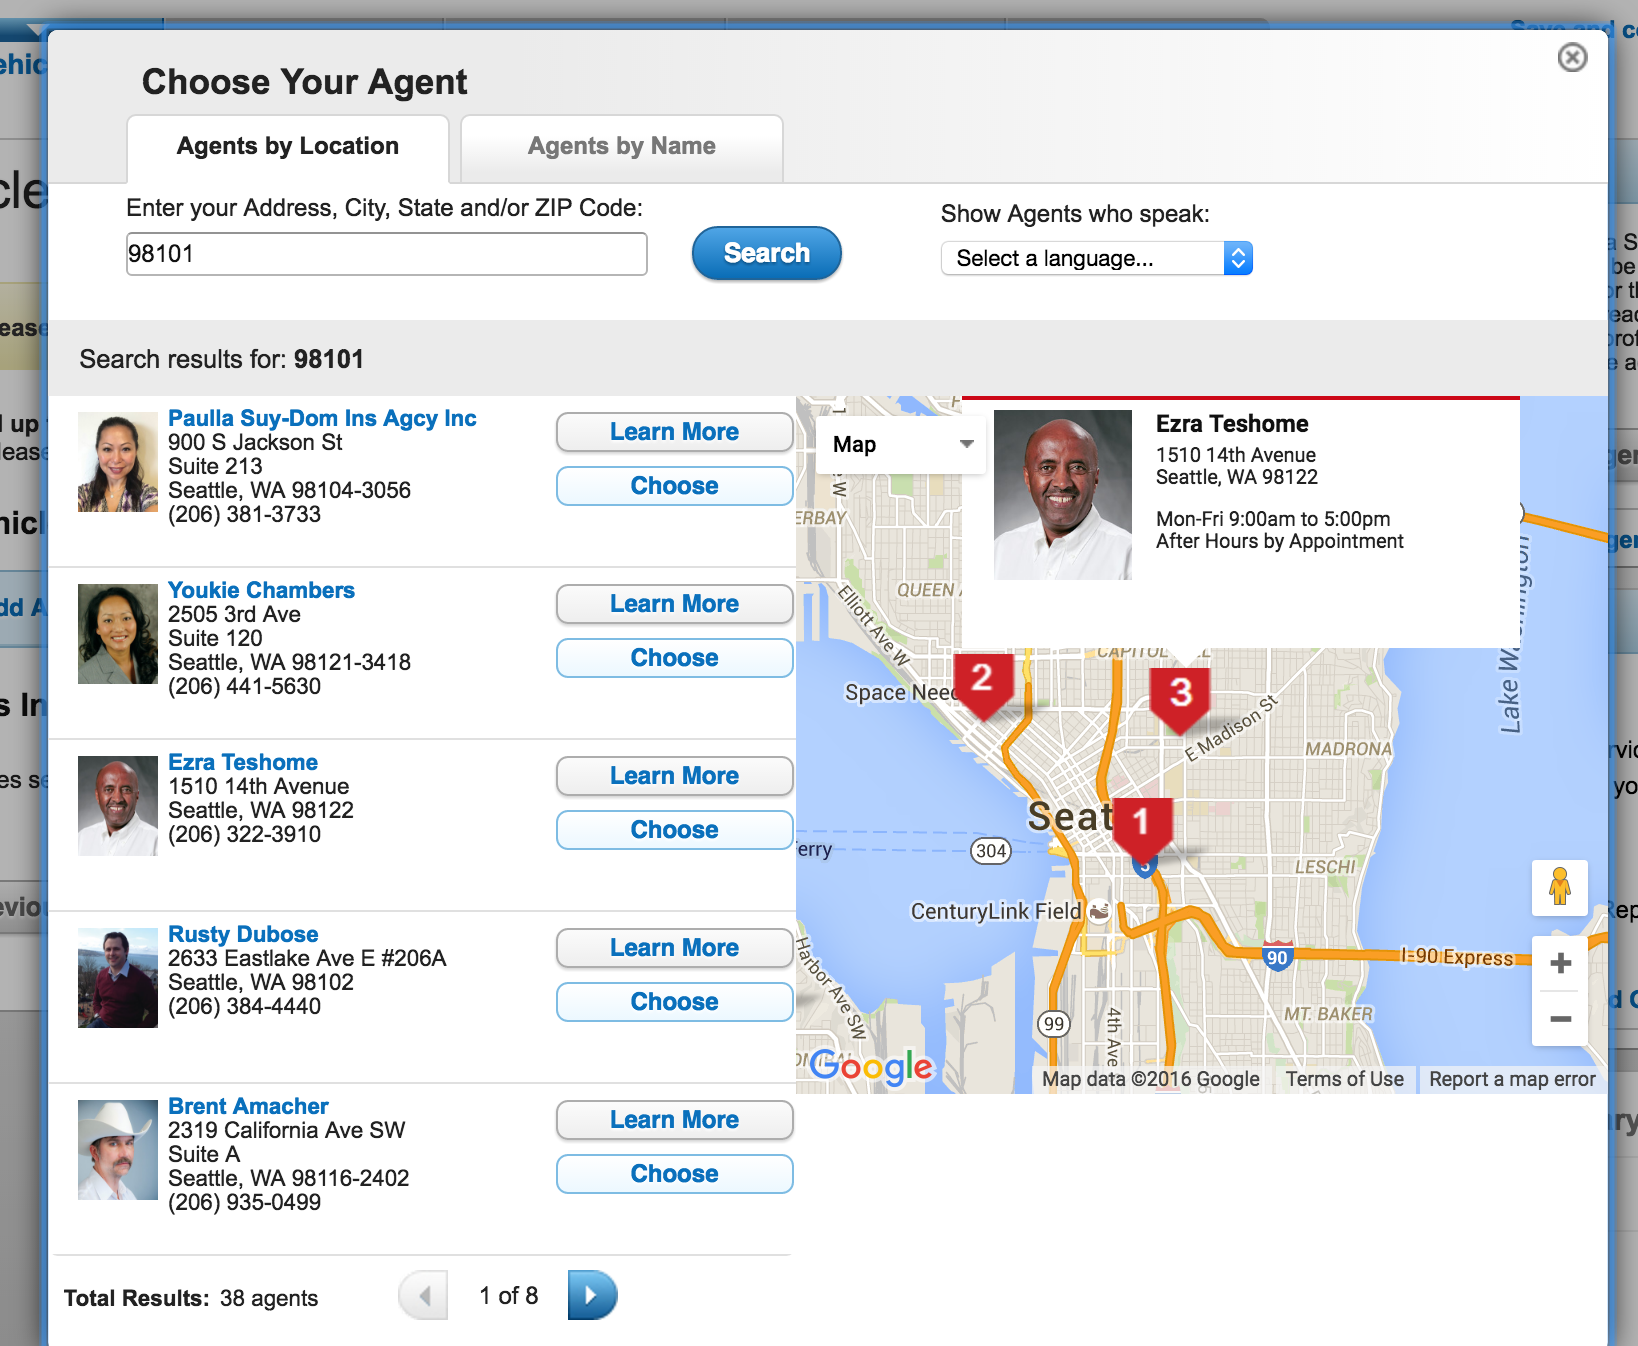 Save and co
ehic
Choose Your Agent
Agents by Location
Agents by Name
cle
Enter your Address, City, State and/or ZIP Code:
98101
Search
Show Agents who speak:
Select a language...
ease
Search results for: 98101
Paulla Suy-Dom Ins Agcy Inc
900 S Jackson St
Suite 213
Seattle, WA 98104-3056
(206) 381-3733
Learn More
Choose
Youkie Chambers
2505 3rd Ave
Suite 120
Seattle, WA 98121-3418
(206) 441-5630
Learn More
Choose
Ezra Teshome
1510 14th Avenue
Seattle, WA 98122
(206) 322-3910
Learn More
Choose
Rusty Dubose
2633 Eastlake Ave E #206A
Seattle, WA 98102
(206) 384-4440
Learn More
Choose
Brent Amacher
2319 California Ave SW
Suite A
Seattle, WA 98116-2402
(206) 935-0499
Learn More
Choose
Total Results: 38 agents
1 of 8
Map
Ezra Teshome
1510 14th Avenue
Seattle, WA 98122
Mon-Fri 9:00am to 5:00pm
After Hours by Appointment
W
ERBAY
QUEEN
Elliott Ave W
CAPITOL
Space Need
2
3
E Madison St
MADRONA
Lake Washington
Seat
1
5
erry
304
LESCHI
CenturyLink Field
90
I-90 Express
Harbor Ave SW
99
4th Ave
MT. BAKER
Google
Map data ©2016 Google
Terms of Use
Report a map error